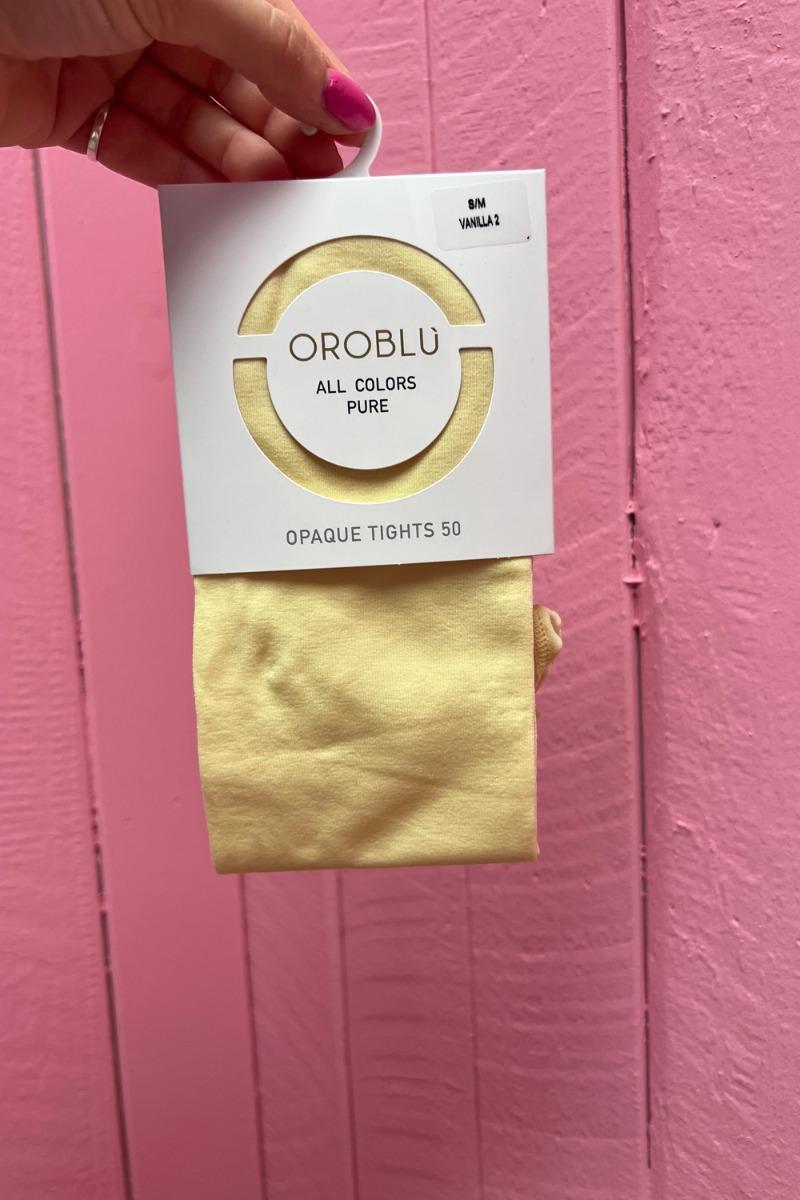 S/M
VANILLA 2
OROBLÙ
ALL COLORS
PURE
OPAQUE TIGHTS 50